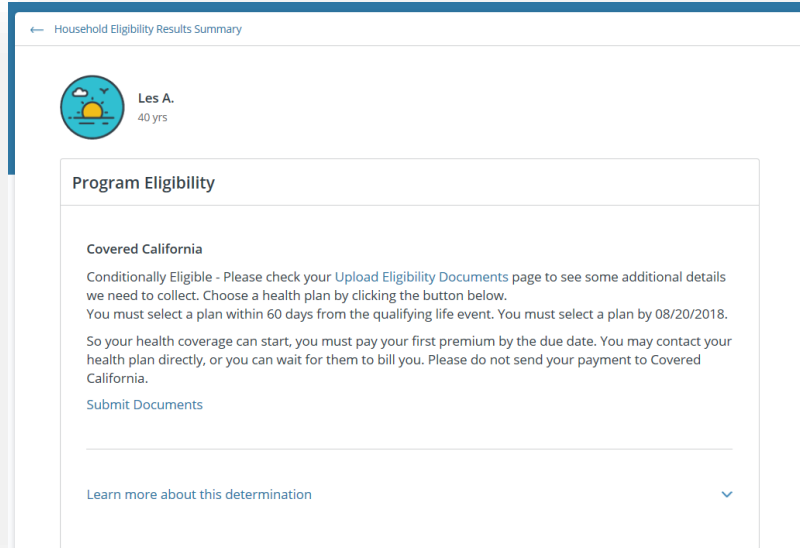 ← Household Eligibility Results Summary
Les A.
40 yrs
Program Eligibility
Covered California
Conditionally Eligible - Please check your Upload Eligibility Documents page to see some additional details
we need to collect. Choose a health plan by clicking the button below.
You must select a plan within 60 days from the qualifying life event. You must select a plan by 08/20/2018.
So your health coverage can start, you must pay your first premium by the due date. You may contact your
health plan directly, or you can wait for them to bill you. Please do not send your payment to Covered
California.
Submit Documents
Learn more about this determination